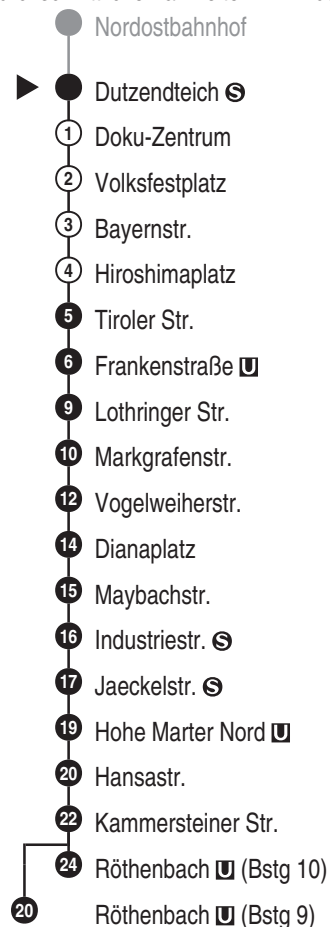 Nordostbahnhof
Dutzendteich S
1 Doku-Zentrum
2 Volksfestplatz
3 Bayernstr.
4 Hiroshimaplatz
5 Tiroler Str.
6 Frankenstraße U
9 Lothringer Str.
10 Markgrafenstr.
12 Vogelweiherstr.
14 Dianaplatz
15 Maybachstr.
16 Industriestr. S
17 Jaeckelstr. S
19 Hohe Marter Nord U
20 Hansastr.
22 Kammersteiner Str.
24 Röthenbach U (Bstg 10)
20 Röthenbach U (Bstg 9)